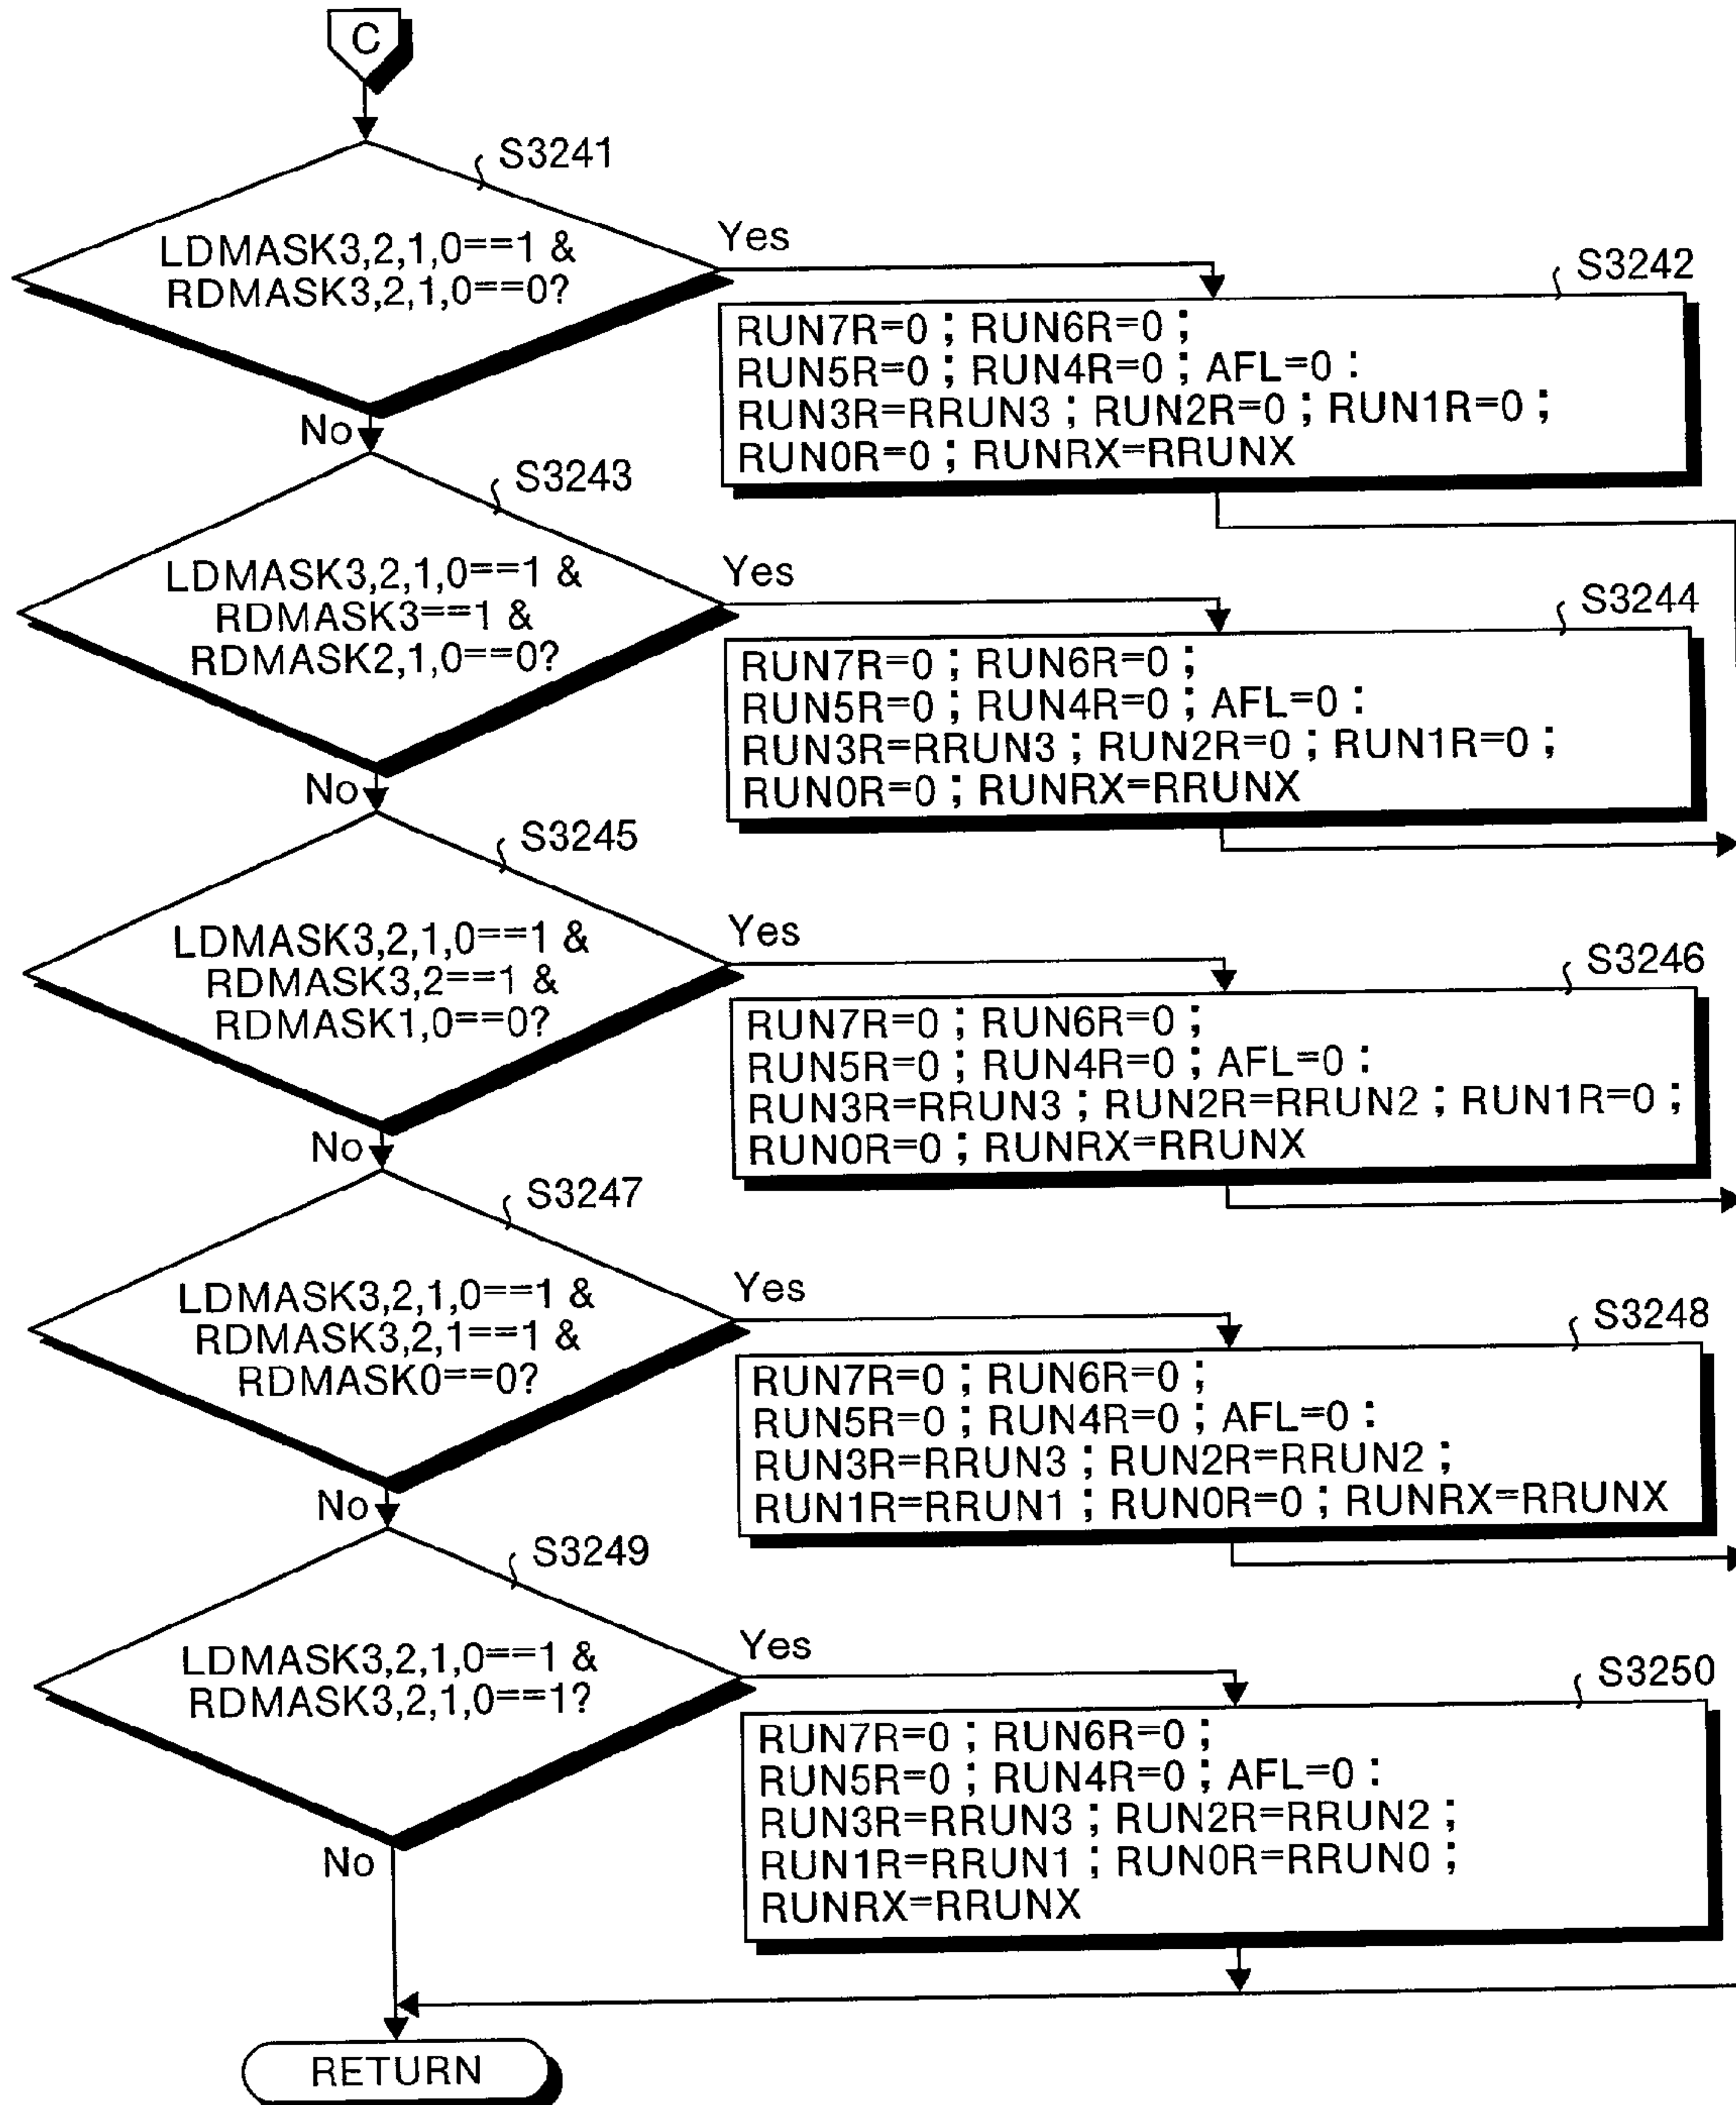 C
S3241
LDMASK3,2,1,0==1 &
RDMASK3,2,1,0==0?
Yes
No
S3242
RUN7R=0 ; RUN6R=0 ;
RUN5R=0 ; RUN4R=0 ; AFL=0 :
RUN3R=RRUN3 ; RUN2R=0 ; RUN1R=0 ;
RUN0R=0 ; RUNRX=RRUNX
S3243
LDMASK3,2,1,0==1 &
RDMASK3==1 &
RDMASK2,1,0==0?
Yes
No
S3244
RUN7R=0 ; RUN6R=0 ;
RUN5R=0 ; RUN4R=0 ; AFL=0 :
RUN3R=RRUN3 ; RUN2R=0 ; RUN1R=0 ;
RUN0R=0 ; RUNRX=RRUNX
S3245
LDMASK3,2,1,0==1 &
RDMASK3,2==1 &
RDMASK1,0==0?
Yes
No
S3246
RUN7R=0 ; RUN6R=0 ;
RUN5R=0 ; RUN4R=0 ; AFL=0 :
RUN3R=RRUN3 ; RUN2R=RRUN2 ; RUN1R=0 ;
RUN0R=0 ; RUNRX=RRUNX
S3247
LDMASK3,2,1,0==1 &
RDMASK3,2,1==1 &
RDMASK0==0?
Yes
No
S3248
RUN7R=0 ; RUN6R=0 ;
RUN5R=0 ; RUN4R=0 ; AFL=0 :
RUN3R=RRUN3 ; RUN2R=RRUN2 ;
RUN1R=RRUN1 ; RUN0R=0 ; RUNRX=RRUNX
S3249
LDMASK3,2,1,0==1 &
RDMASK3,2,1,0==1?
Yes
No
S3250
RUN7R=0 ; RUN6R=0 ;
RUN5R=0 ; RUN4R=0 ; AFL=0 :
RUN3R=RRUN3 ; RUN2R=RRUN2 ;
RUN1R=RRUN1 ; RUN0R=RRUN0 ;
RUNRX=RRUNX
RETURN